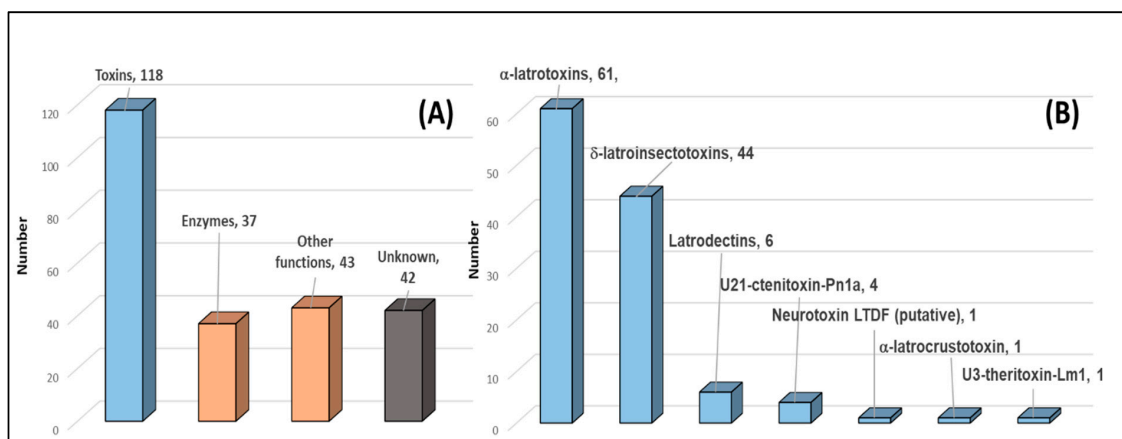 Toxins, 118
(A)
120
100
80
60
40
20
0
Number
Enzymes, 37
Other
functions, 43
Unknown,
42
α-latrotoxins, 61,
(B)
60
50
40
30
20
10
0
Number
δ-latroinsectotoxins, 44
Latrodectins, 6
U21-ctenitoxin-Pn1a, 4
Neurotoxin LTDF (putative), 1
α-latrocrustotoxin, 1
U3-theritoxin-Lm1, 1